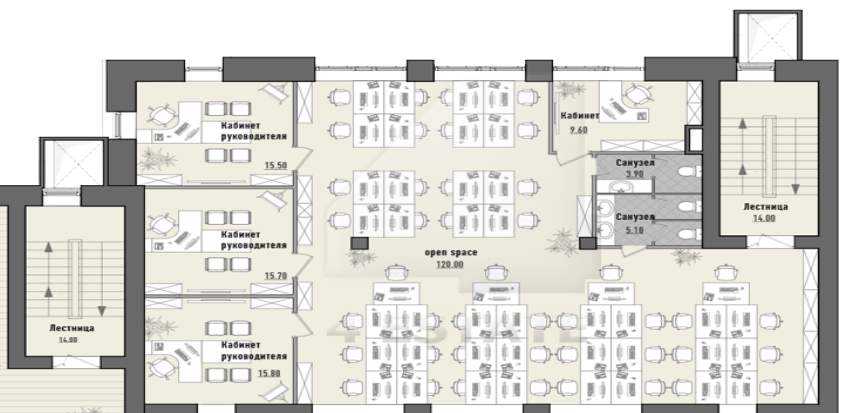 Кабинет
руководителя
15.50
Кабинет
9.60
Санузел
3.90
Лестница
14.00
Санузел
5.10
Кабинет
руководителя
15.70
open space
120.00
Лестница
14.00
Кабинет
руководителя
15.80